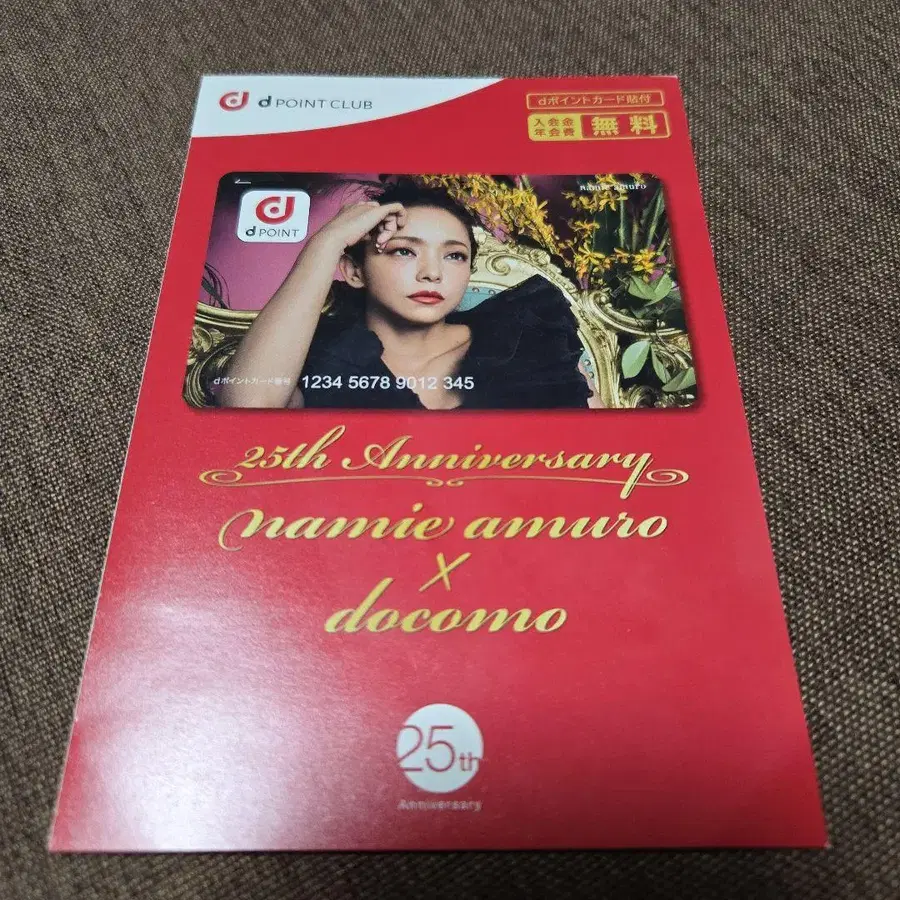 d POINT CLUB
dポイントカード貼付
入会金
年会費
無料
namie amuro
d POINT
dポイントカード番号 1234 5678 9012 345
25th Anniversary
namie amuro
×
docomo
25th
Anniversary